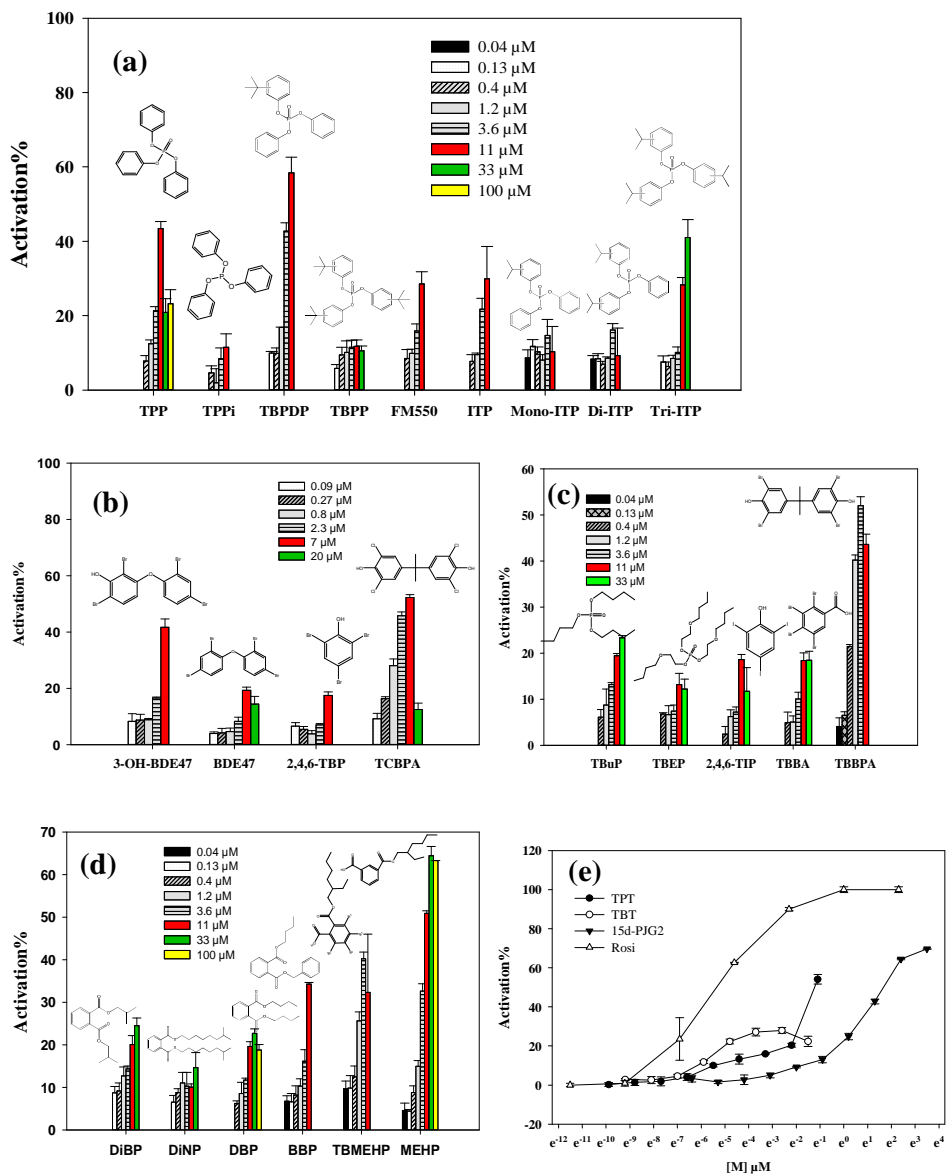 100
80
60
40
20
0
Activation%
(a)
0.04 µM
0.13 µM
0.4 µM
1.2 µM
3.6 µM
11 µM
33 µM
100 µM
TPP TPPi TBPDP TBPP FM550 ITP Mono-ITP Di-ITP Tri-ITP
100
80
60
40
20
0
Activation%
(b)
0.09 µM
0.27 µM
0.8 µM
2.3 µM
7 µM
20 µM
3-OH-BDE47 BDE47 2,4,6-TBP TCBPA
60
50
40
30
20
10
0
Activation%
(c)
0.04 µM
0.13 µM
0.4 µM
1.2 µM
3.6 µM
11 µM
33 µM
TBuP TBEP 2,4,6-TIP TBBA TBBPA
70
60
50
40
30
20
10
0
Activation%
(d)
0.04 µM
0.13 µM
0.4 µM
1.2 µM
3.6 µM
11 µM
33 µM
100 µM
DiBP DiNP DBP BBP TBMEHP MEHP
120
100
80
60
40
20
0
-20
Activation%
(e)
TPT
TBT
15d-PJG2
Rosi
e-12 e-11 e-10 e-9 e-8 e-7 e-6 e-5 e-4 e-3 e-2 e-1 e0 e1 e2 e3 e4
[M] µM